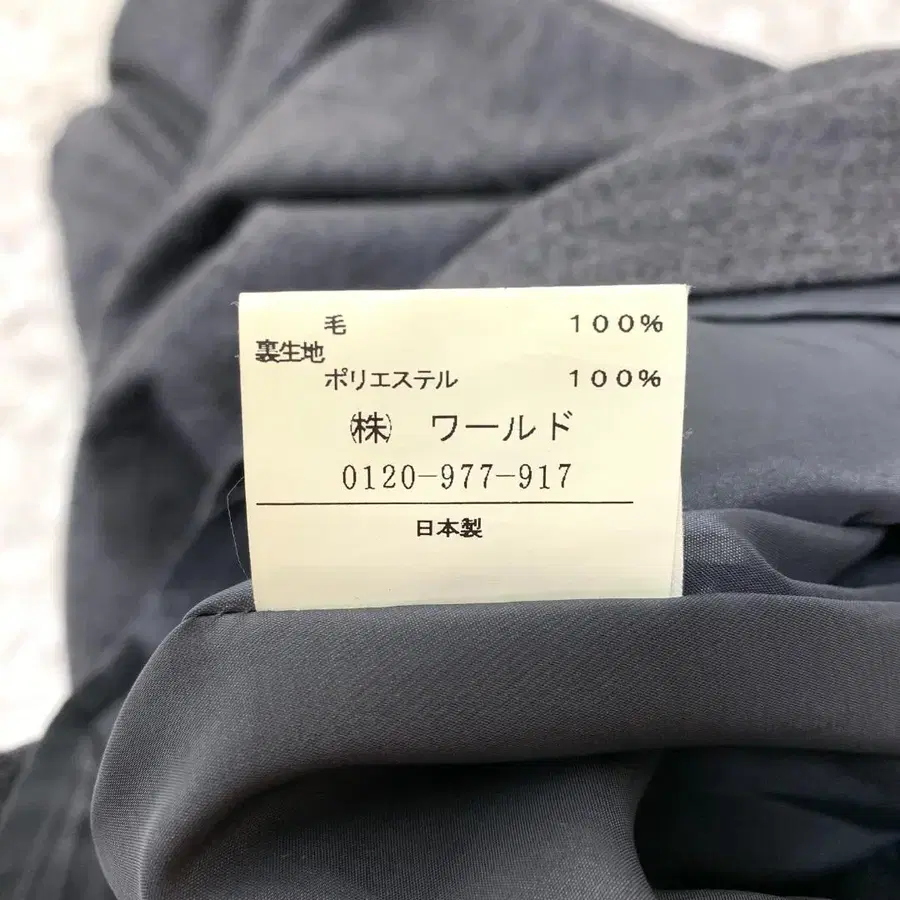 毛 100%
裏生地
ポリエステル 100%
㈱ ワールド
0120-977-917
日本製